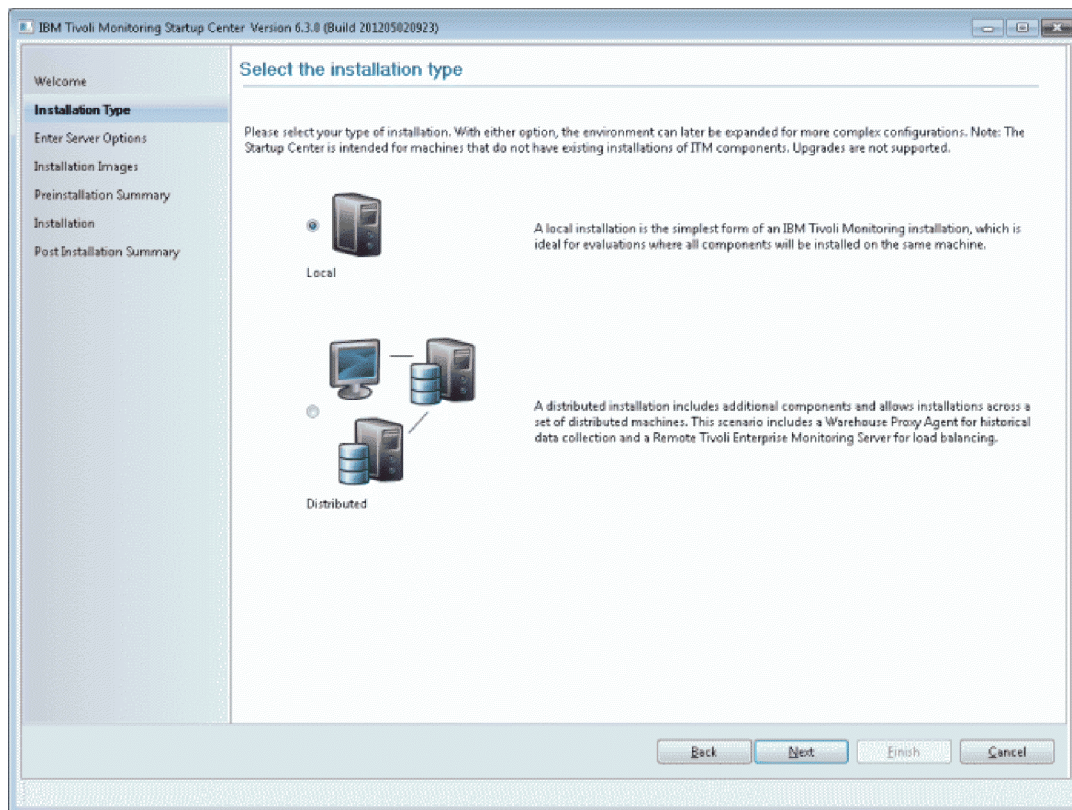 IBM Tivoli Monitoring Startup Center Version 6.3.0 (Build 201205020923)
Welcome
Installation Type
Enter Server Options
Installation Images
Preinstallation Summary
Installation
Post Installation Summary
Select the installation type
Please select your type of installation. With either option, the environment can later be expanded for more complex configurations. Note: The
Startup Center is intended for machines that do not have existing installations of ITM components. Upgrades are not supported.
Local
A local installation is the simplest form of an IBM Tivoli Monitoring installation, which is
ideal for evaluations where all components will be installed on the same machine.
Distributed
A distributed installation includes additional components and allows installations across a
set of distributed machines. This scenario includes a Warehouse Proxy Agent for historical
data collection and a Remote Tivoli Enterprise Monitoring Server for load balancing.
Back
Next
Finish
Cancel